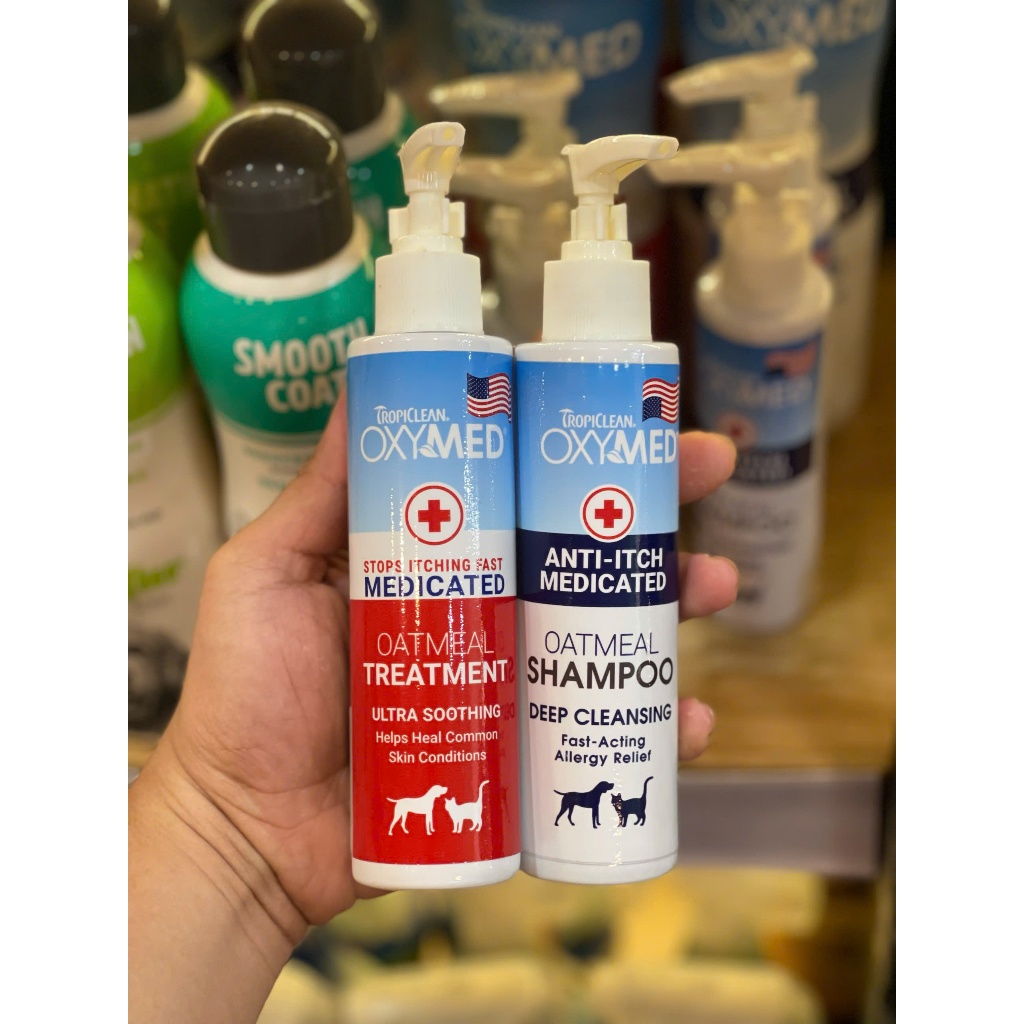 SMOOTH
COAT
TROPICLEAN
OXYMED
STOPS ITCHING FAST
MEDICATED
OATMEAL
TREATMENT
ULTRA SOOTHING
Helps Heal Common
Skin Conditions
TROPICLEAN
OXYMED
ANTI-ITCH
MEDICATED
OATMEAL
SHAMPOO
DEEP CLEANSING
Fast-Acting
Allergy Relief
OXYMED